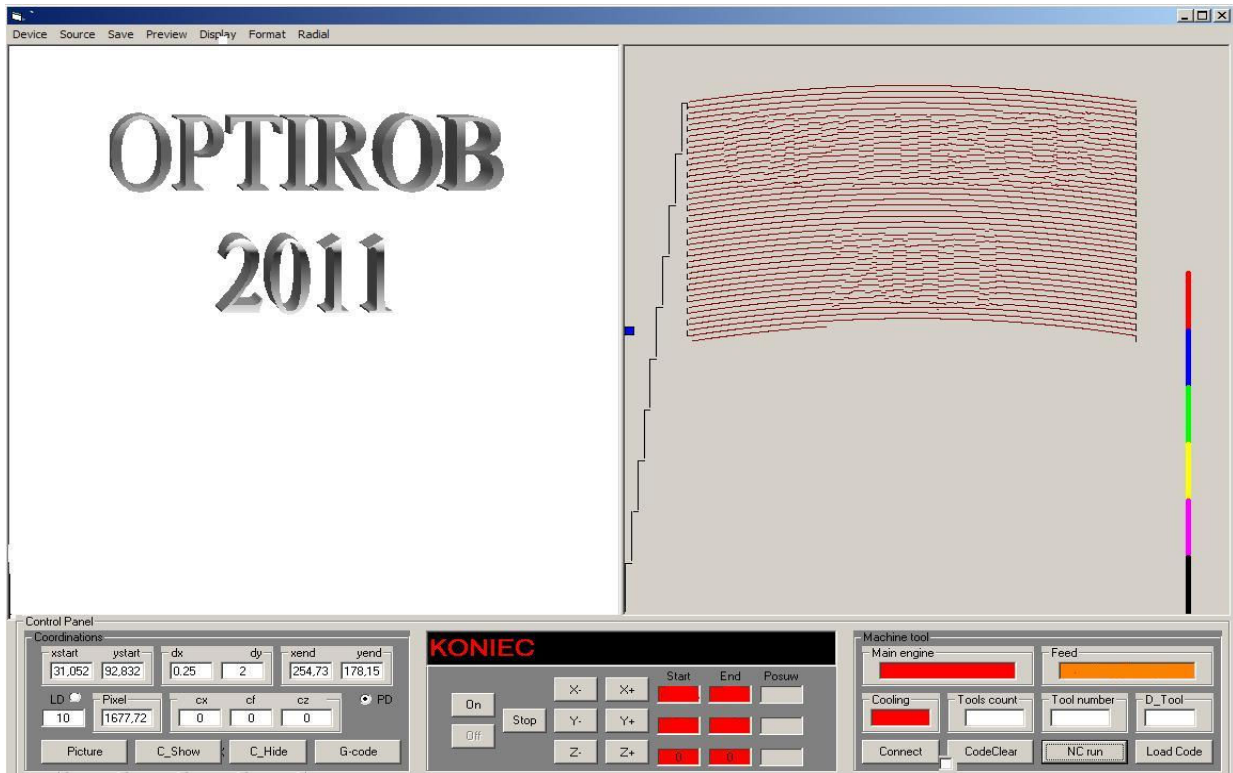 Device Source Save Preview Display Format Radial
OPTIROB
2011
Control Panel
Coordinations
xstart ystart dx dy xend yend
31,052 92,832 0.25 2 254,73 178,15
LD Pixel cx cf cz PD
10 1677,72 0 0 0
Picture C_Show C_Hide G-code
KONIEC
Start End Posuw
On Off Stop
X- X+
Y- Y+
Z- Z+ 0 0
Machine tool
Main engine Feed
Cooling Tools count Tool number D_Tool
Connect CodeClear NC run Load Code